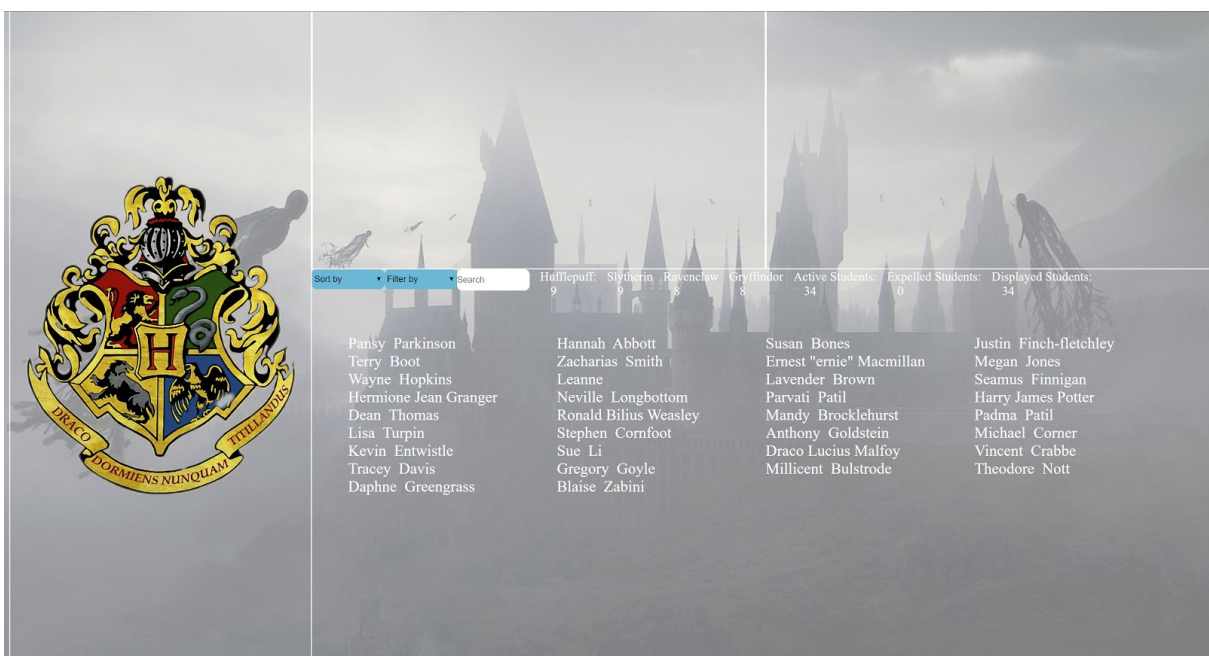 Sort by Filter by Search Hufflepuff: Slytherin Ravenclaw Gryffindor Active Students: Expelled Students: Displayed Students:
9 9 8 8 34 0 34
Pansy Parkinson Hannah Abbott Susan Bones Justin Finch-fletchley
Terry Boot Zacharias Smith Ernest "ernie" Macmillan Megan Jones
Wayne Hopkins Leanne Lavender Brown Seamus Finnigan
Hermione Jean Granger Neville Longbottom Parvati Patil Harry James Potter
Dean Thomas Ronald Bilius Weasley Mandy Brocklehurst Padma Patil
Lisa Turpin Stephen Cornfoot Anthony Goldstein Michael Corner
Kevin Entwistle Sue Li Draco Lucius Malfoy Vincent Crabbe
Tracey Davis Gregory Goyle Millicent Bulstrode Theodore Nott
Daphne Greengrass Blaise Zabini
H
DRACO
DORMIENS NUNQUAM
TITILLANDUS